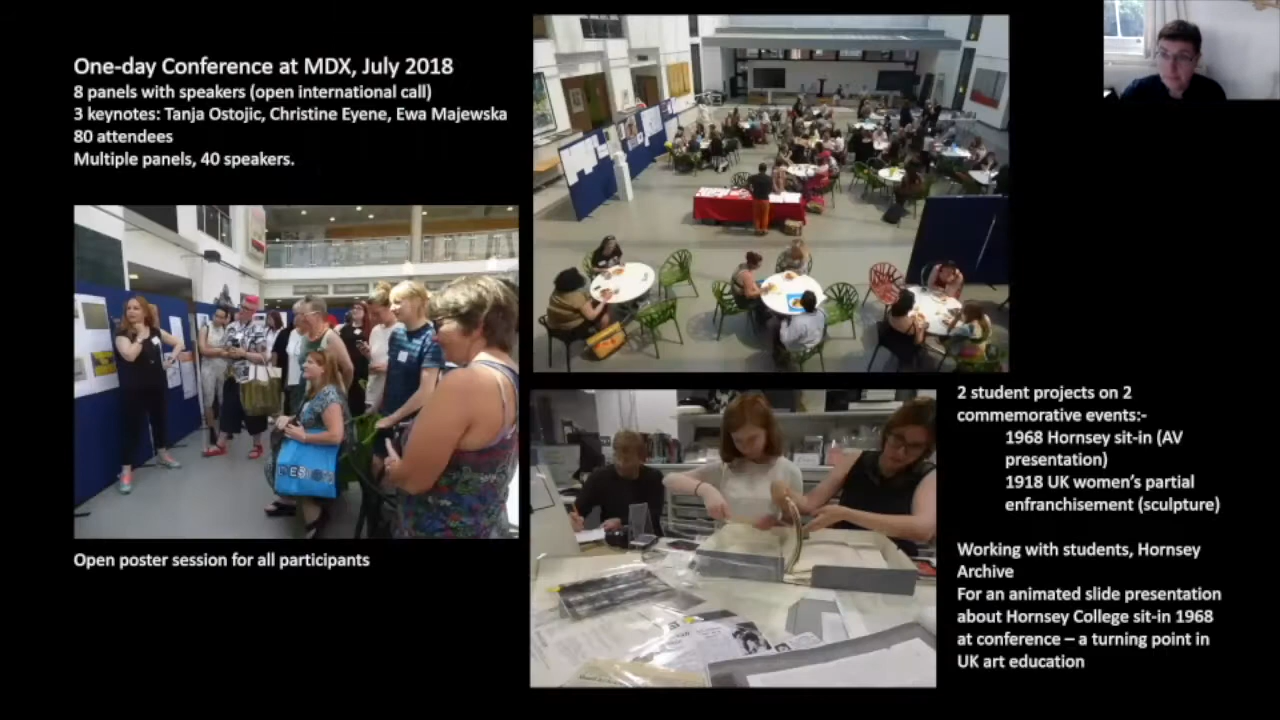 One-day Conference at MDX, July 2018
8 panels with speakers (open international call)
3 keynotes: Tanja Ostojic, Christine Eyene, Ewa Majewska
80 attendees
Multiple panels, 40 speakers.
DESIGN
Open poster session for all participants
2 student projects on 2
commemorative events:-
1968 Hornsey sit-in (AV
presentation)
1918 UK women's partial
enfranchisement (sculpture)
Working with students, Hornsey
Archive
For an animated slide presentation
about Hornsey College sit-in 1968
at conference – a turning point in
UK art education